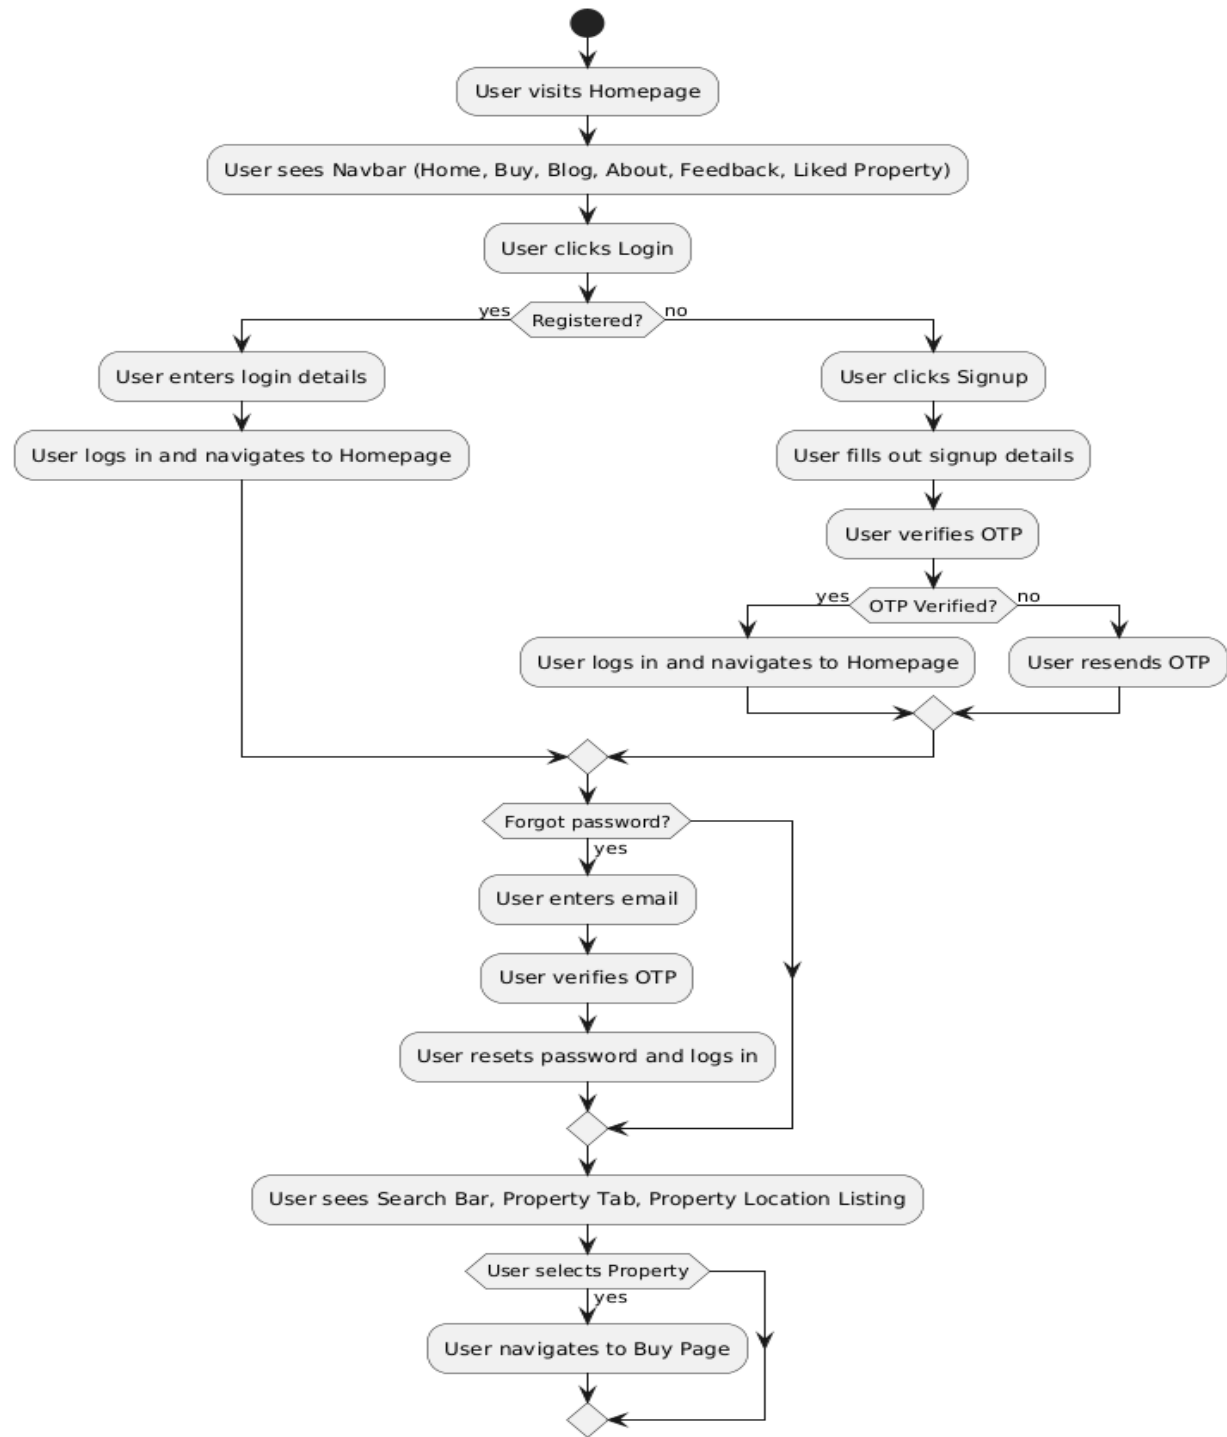 User visits Homepage
User sees Navbar (Home, Buy, Blog, About, Feedback, Liked Property)
User clicks Login
yes
Registered?
no
User enters login details
User clicks Signup
User logs in and navigates to Homepage
User fills out signup details
User verifies OTP
yes
OTP Verified?
no
User logs in and navigates to Homepage
User resends OTP
Forgot password?
yes
User enters email
User verifies OTP
User resets password and logs in
User sees Search Bar, Property Tab, Property Location Listing
User selects Property
yes
User navigates to Buy Page